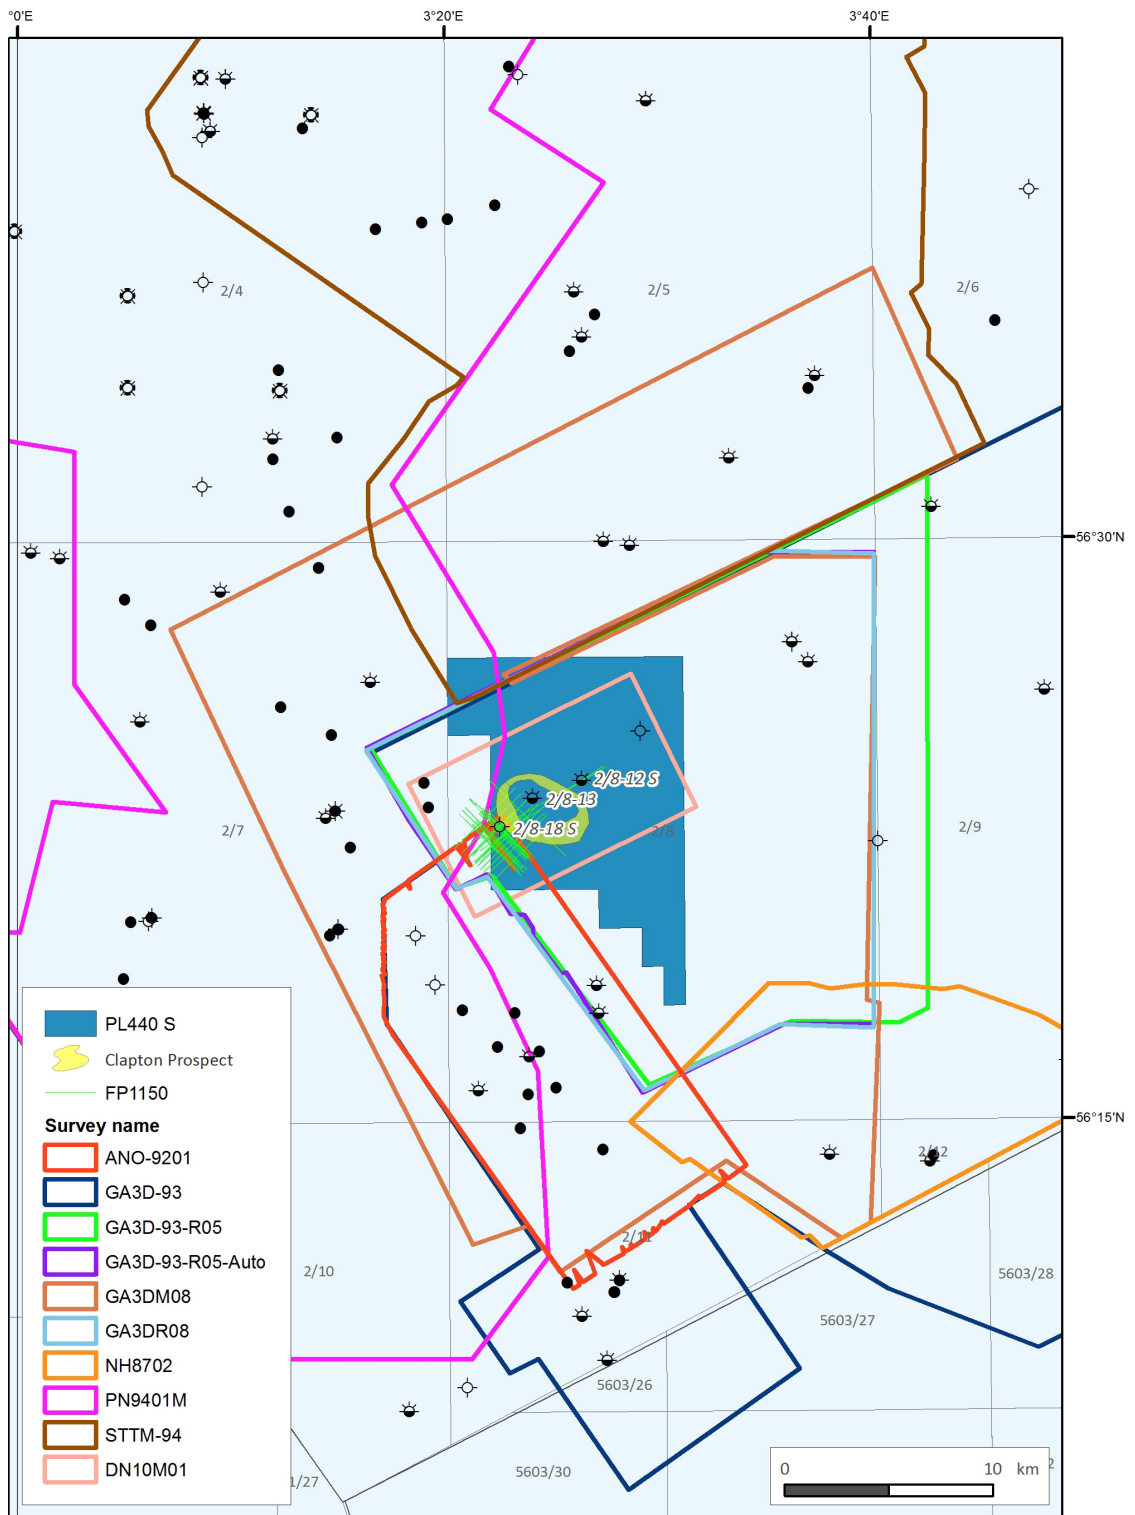 °0'E
3°20'E
3°40'E
2/4
2/5
2/6
56°30'N
2/8-12 S
2/8-13
2/8-18 S
2/7
2/8
2/9
PL440 S
Clapton Prospect
FP1150
Survey name
ANO-9201
GA3D-93
GA3D-93-R05
GA3D-93-R05-Auto
GA3DM08
GA3DR08
NH8702
PN9401M
STTM-94
DN10M01
56°15'N
2/12
2/11
2/10
5603/28
5603/27
5603/26
5603/30
1/27
2
0
10
km